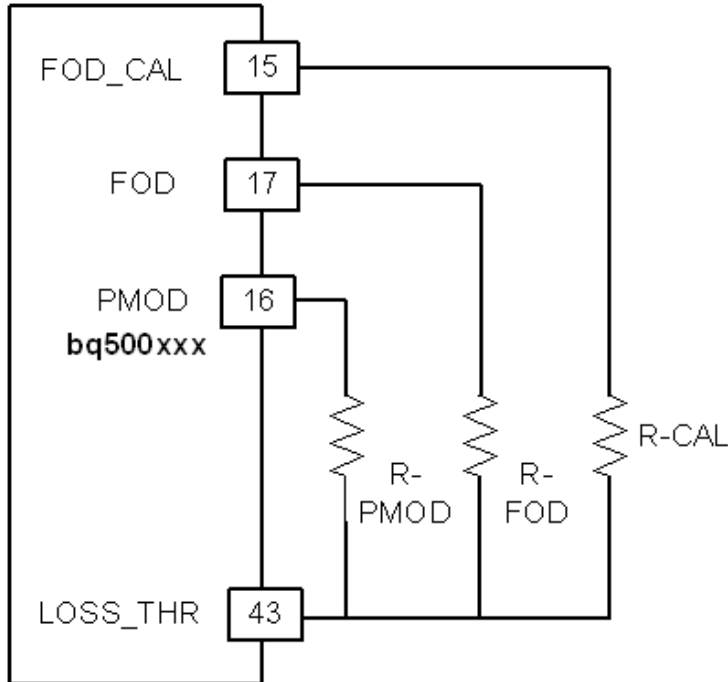 FOD_CAL
15
FOD
17
PMOD
16
bq500xxx
R-CAL
R-
PMOD
R-
FOD
LOSS_THR
43